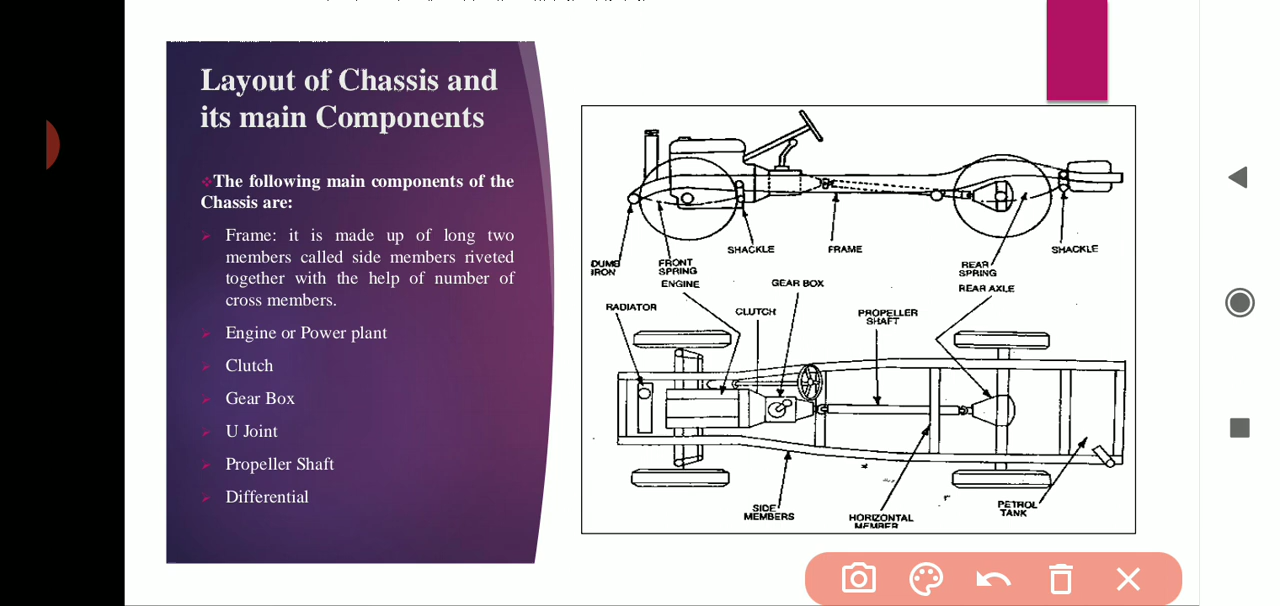 Layout of Chassis and
its main Components
The following main components of the
Chassis are:
Frame: it is made up of long two
members called side members riveted
together with the help of number of
cross members.
Engine or Power plant
Clutch
Gear Box
U Joint
Propeller Shaft
Differential
DUMB
IRON
FRONT
SPRING
SHACKLE
FRAME
REAR
SPRING
SHACKLE
ENGINE
GEAR BOX
REAR AXLE
RADIATOR
CLUTCH
PROPELLER
SHAFT
SIDE
MEMBERS
HORIZONTAL
MEMBER
PETROL
TANK